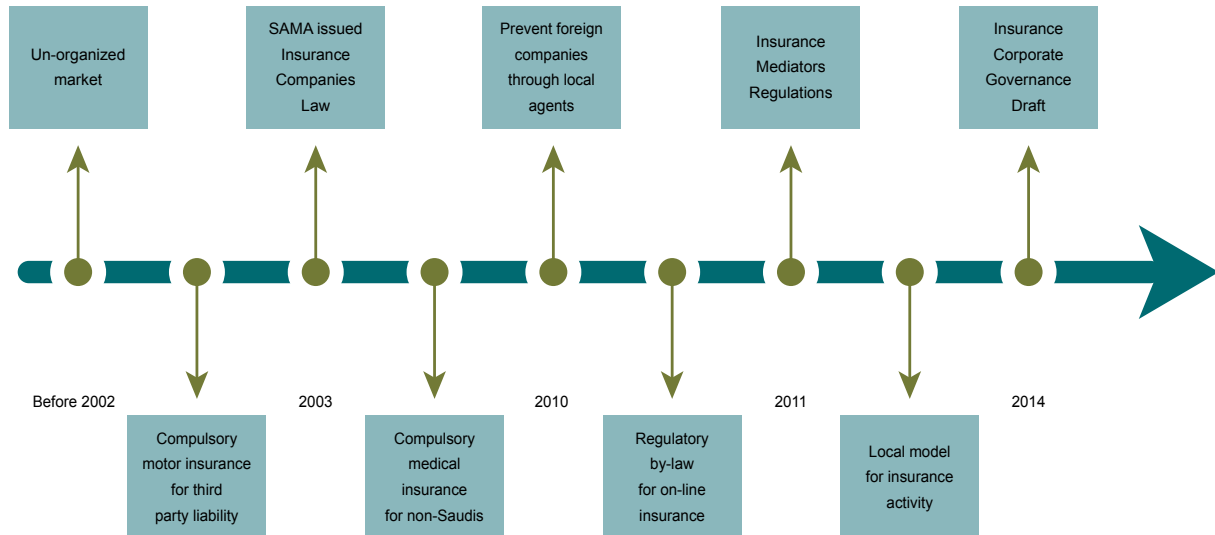 Un-organized
market
SAMA issued
Insurance
Companies
Law
Prevent foreign
companies
through local
agents
Insurance
Mediators
Regulations
Insurance
Corporate
Governance
Draft
Before 2002
2003
2010
2011
2014
Compulsory
motor insurance
for third
party liability
Compulsory
medical
insurance
for non-Saudis
Regulatory
by-law
for on-line
insurance
Local model
for insurance
activity